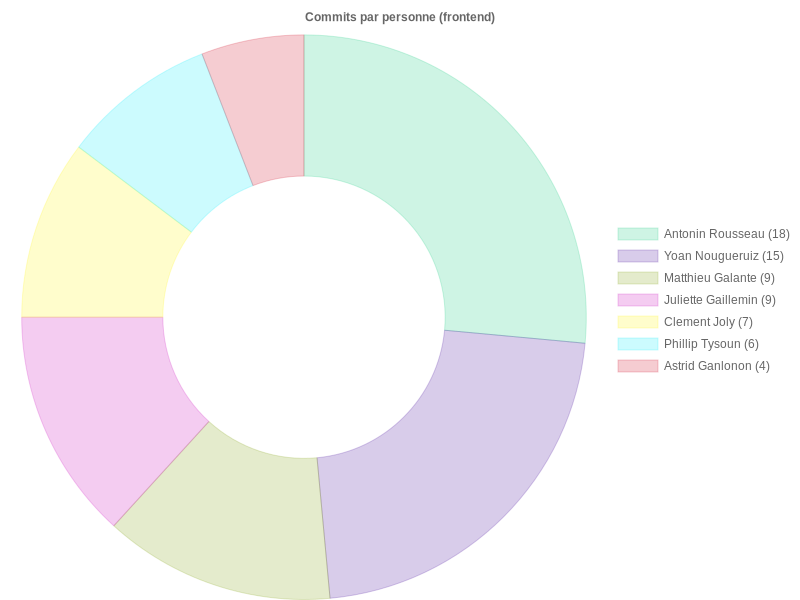 Commits par personne (frontend)
Antonin Rousseau (18)
Yoan Nougueruiz (15)
Matthieu Galante (9)
Juliette Gaillemin (9)
Clement Joly (7)
Phillip Tysoun (6)
Astrid Ganlonon (4)